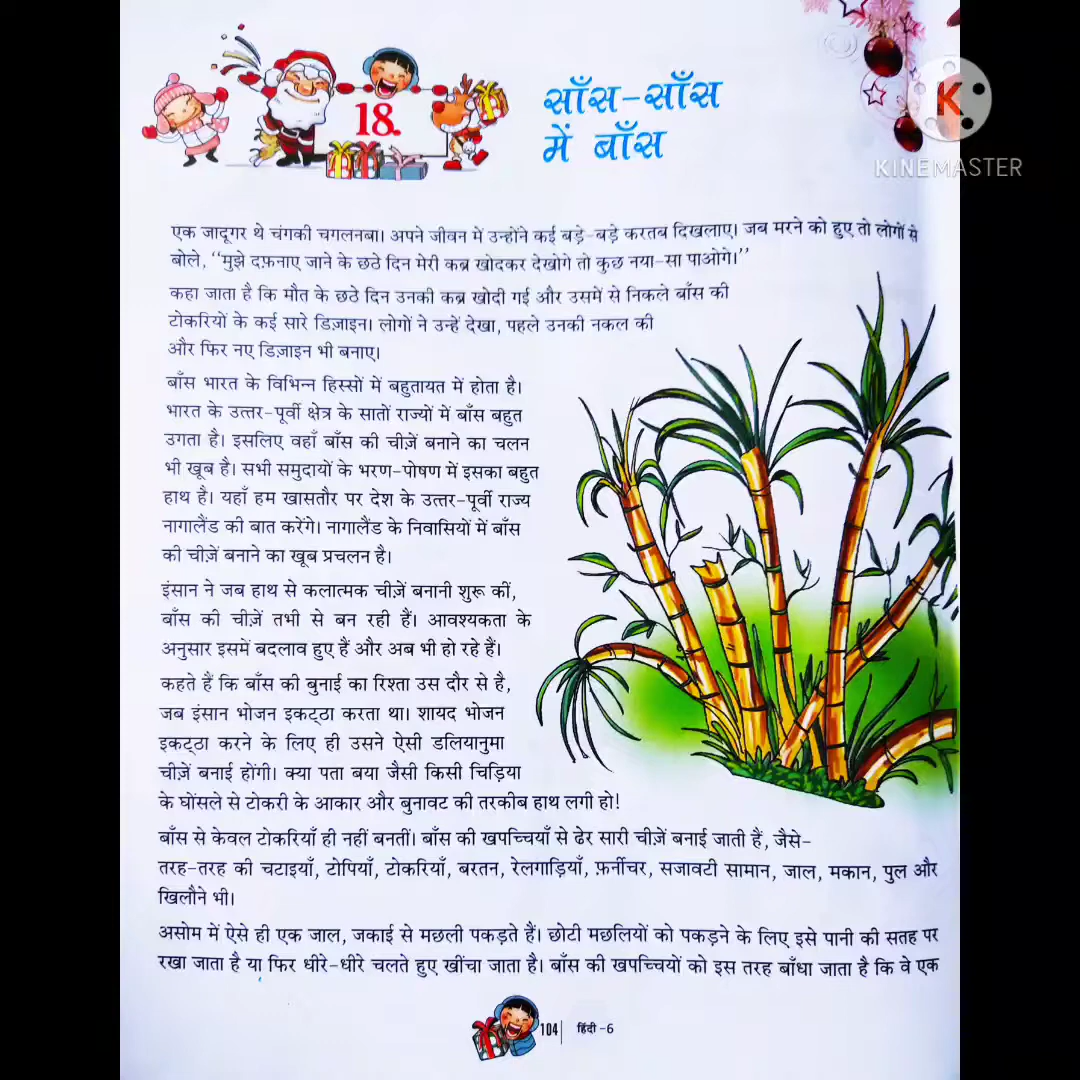 18.
साँस-साँस
में बाँस
K
KINEMASTER
एक जादूगर थे चंगकी चगलनबा। अपने जीवन में उन्होंने कई बड़े-बड़े करतब दिखलाए। जब मरने को हुए तो लोगों से
बोले, “मुझे दफ़नाए जाने के छठे दिन मेरी कब्र खोदकर देखोगे तो कुछ नया-सा पाओगे।”
कहा जाता है कि मौत के छठे दिन उनकी कब्र खोदी गई और उसमें से निकले बाँस की
टोकरियों के कई सारे डिज़ाइन। लोगों ने उन्हें देखा, पहले उनकी नकल की
और फिर नए डिज़ाइन भी बनाए।
बाँस भारत के विभिन्न हिस्सों में बहुतायत में होता है।
भारत के उत्तर-पूर्वी क्षेत्र के सातों राज्यों में बाँस बहुत
उगता है। इसलिए वहाँ बाँस की चीज़ें बनाने का चलन
भी खूब है। सभी समुदायों के भरण-पोषण में इसका बहुत
हाथ है। यहाँ हम खासतौर पर देश के उत्तर-पूर्वी राज्य
नागालैंड की बात करेंगे। नागालैंड के निवासियों में बाँस
की चीज़ें बनाने का खूब प्रचलन है।
इंसान ने जब हाथ से कलात्मक चीज़ें बनानी शुरू कीं,
बाँस की चीज़ें तभी से बन रही हैं। आवश्यकता के
अनुसार इसमें बदलाव हुए हैं और अब भी हो रहे हैं।
कहते हैं कि बाँस की बुनाई का रिश्ता उस दौर से है,
जब इंसान भोजन इकट्ठा करता था। शायद भोजन
इकट्ठा करने के लिए ही उसने ऐसी डलियानुमा
चीज़ें बनाई होंगी। क्या पता बया जैसी किसी चिड़िया
के घोंसले से टोकरी के आकार और बुनावट की तरकीब हाथ लगी हो!
बाँस से केवल टोकरियाँ ही नहीं बनतीं। बाँस की खपच्चियाँ से ढेर सारी चीज़ें बनाई जाती हैं, जैसे-
तरह-तरह की चटाइयाँ, टोपियाँ, टोकरियाँ, बरतन, रेलगाड़ियाँ, फ़र्नीचर, सजावटी सामान, जाल, मकान, पुल और
खिलौने भी।
असोम में ऐसे ही एक जाल, जकाई से मछली पकड़ते हैं। छोटी मछलियों को पकड़ने के लिए इसे पानी की सतह पर
रखा जाता है या फिर धीरे-धीरे चलते हुए खींचा जाता है। बाँस की खपच्चियों को इस तरह बाँधा जाता है कि वे एक
104 हिंदी-6